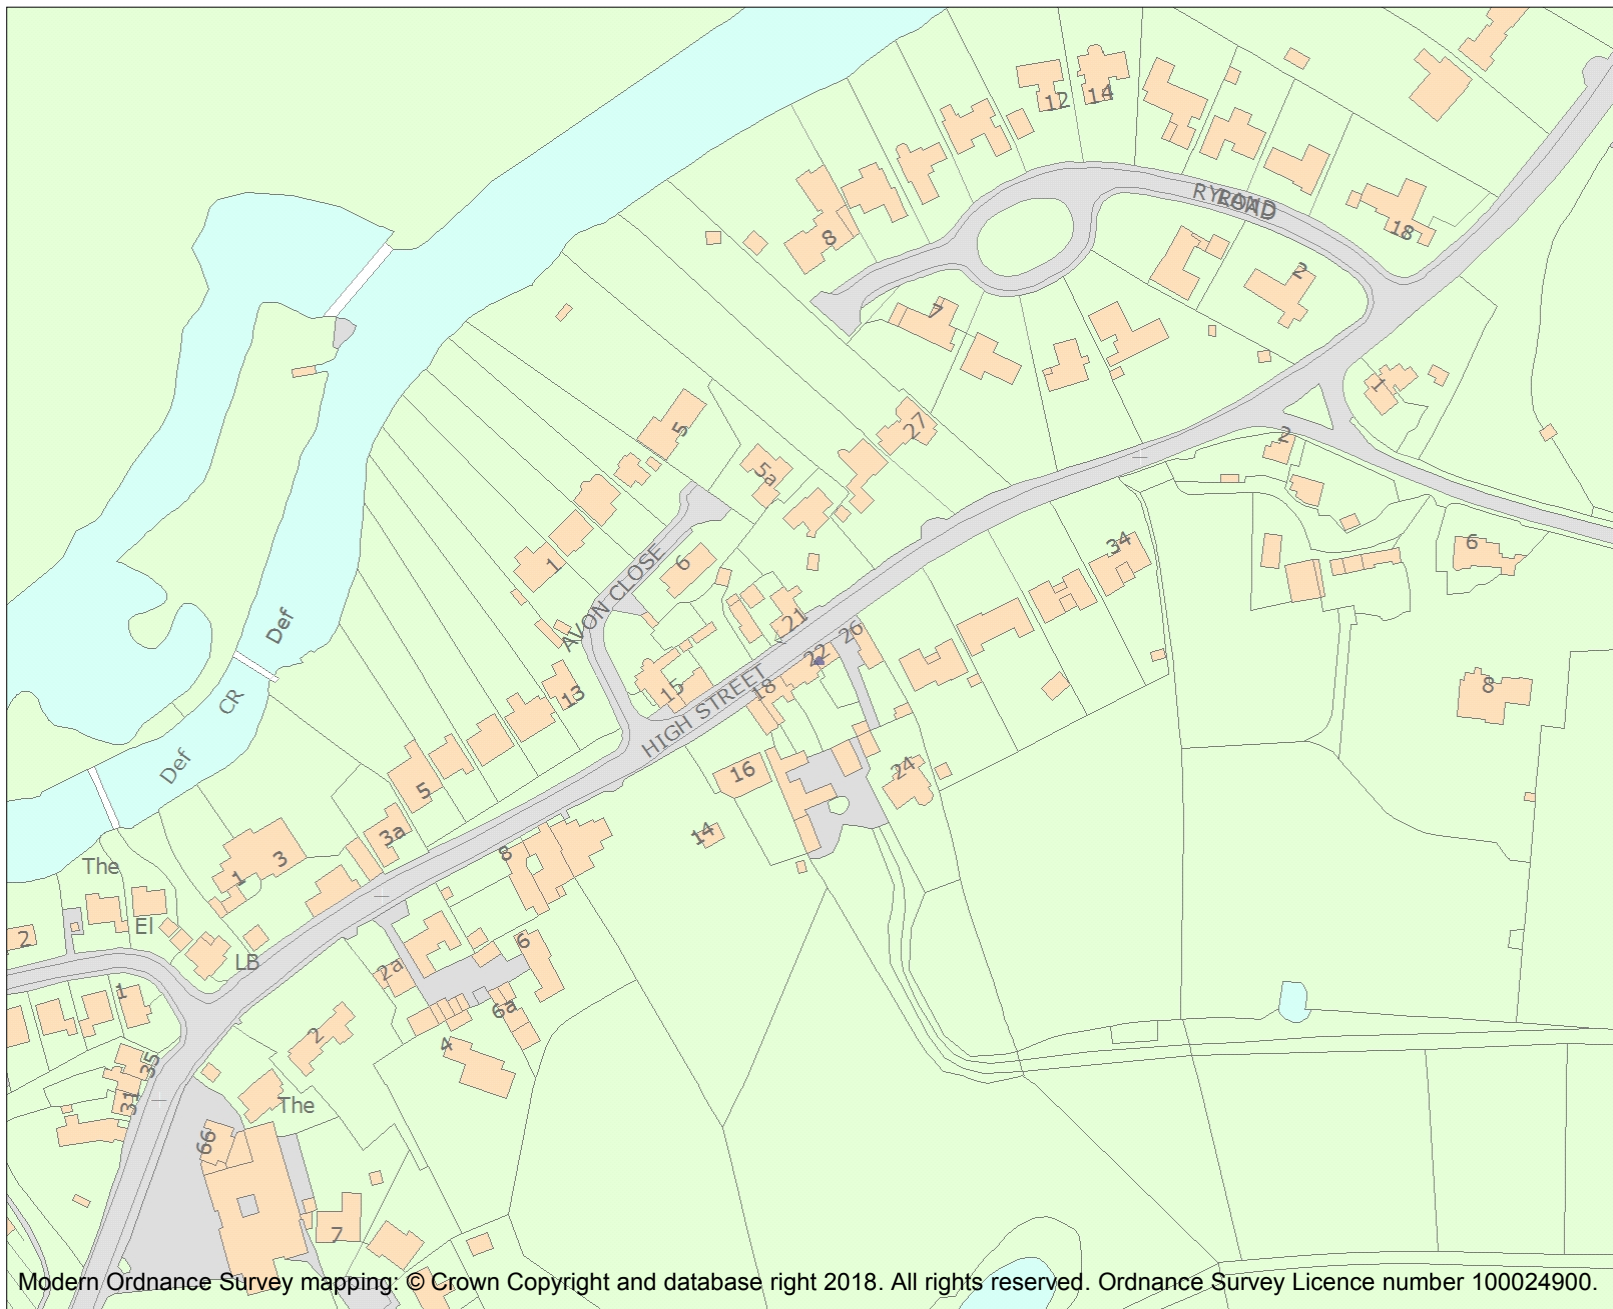 12
14
RYLAND
ROAD
8
18
2
7
1
5
27
2
5a
34
6
1
6
AVON CLOSE
Def
21
26
22
8
15
18
13
CR
HIGH STREET
Def
16
24
5
14
3a
8
The
3
1
El
2
6
LB
2a
1
6a
2
4
35
31
The
66
7
Modern Ordnance Survey mapping: © Crown Copyright and database right 2018. All rights reserved. Ordnance Survey Licence number 100024900.